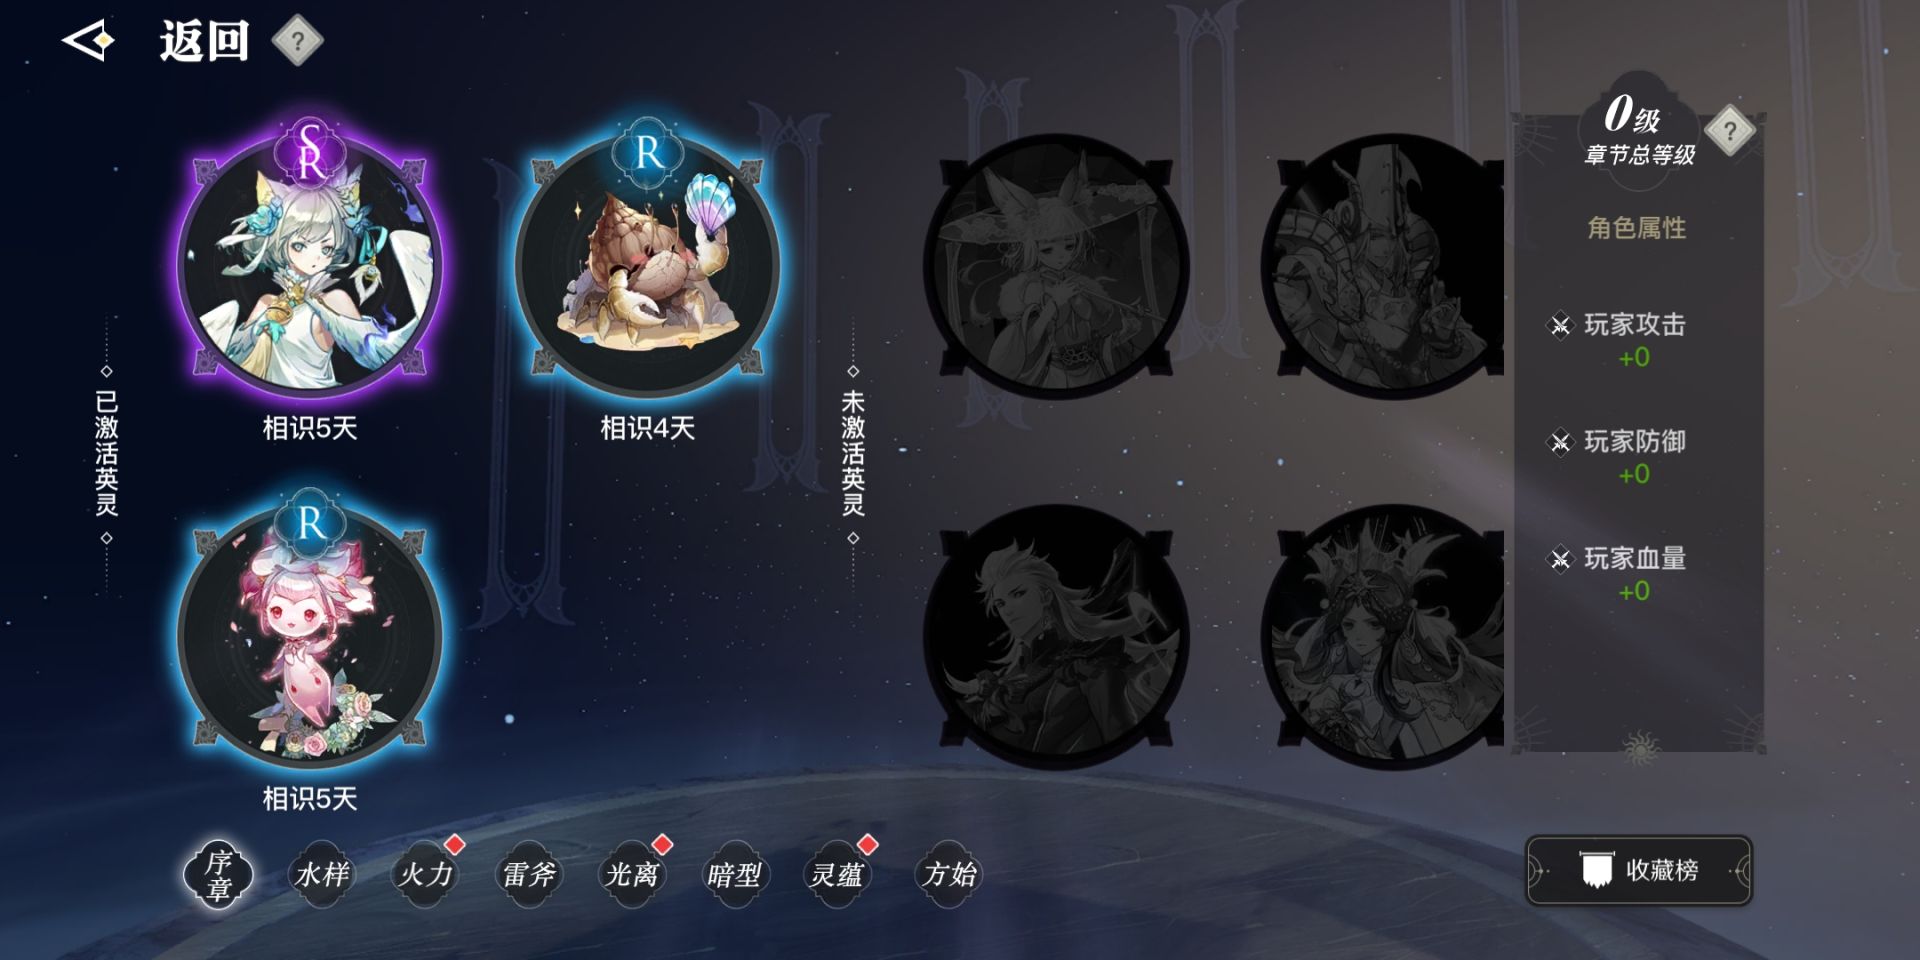 返回
?
SR
相识5天
R
相识4天
R
相识5天
已激活英灵
未激活英灵
0级
章节总等级
?
角色属性
玩家攻击
+0
玩家防御
+0
玩家血量
+0
序章
水样
火力
雷斧
光离
暗型
灵蕴
方始
收藏榜